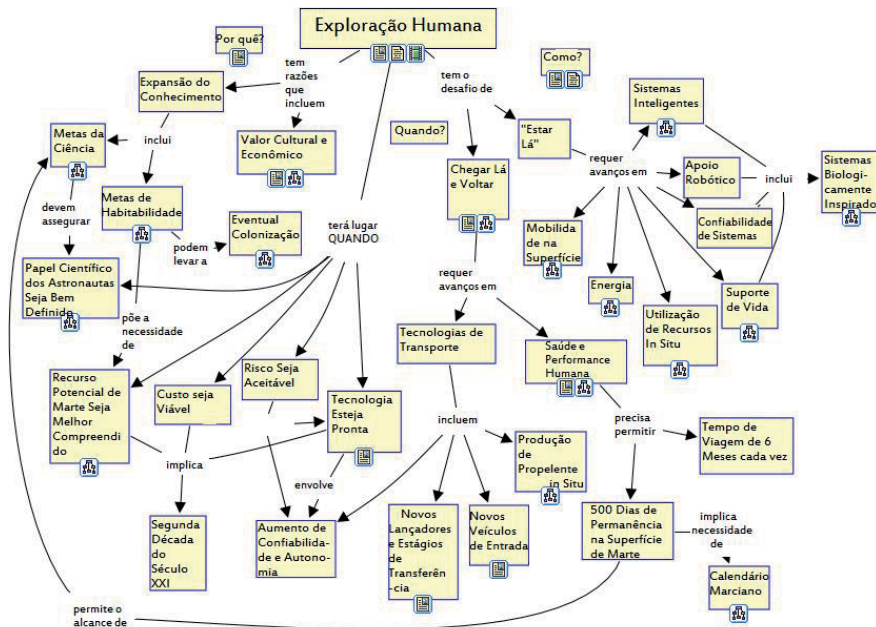 Exploração Humana
Por quê?
tem
razões
que
incluem
tem o
desafio de
Como?
Expansão do
Conhecimento
Sistemas
Inteligentes
Metas da
Ciência
inclui
Valor Cultural e
Econômico
Quando?
"Estar
Lá"
requer
avanços em
Apoio
Robótico
inclui
Sistemas
Biologi-
camente
Inspirado
Chegar Lá
e Voltar
devem
assegurar
Metas de
Habitabilidade
podem
levar a
Eventual
Colonização
terá lugar
QUANDO
Mobilida
de na
Superfície
Confiabilidade
de Sistemas
Papel Científico
dos Astronautas
Seja Bem
Definido
requer
avanços em
Energia
Utilização
de Recursos
In Situ
Suporte
de Vida
põe a
necessidade
de
Tecnologias de
Transporte
Saúde e
Performance
Humana
Recurso
Potencial de
Marte Seja
Melhor
Compreendi
do
Custo seja
Viável
Risco Seja
Aceitável
Tecnologia
Esteja
Pronta
incluem
precisa
permitir
Tempo de
Viagem de 6
Meses cada vez
implica
envolve
Produção
de
Propelente
in Situ
Segunda
Década
do
Século
XXI
Aumento de
Confiabilida-
de e Autono-
mia
Novos
Lançadores
e Estágios
de
Transferên
-cia
Novos
Veículos
de Entrada
500 Dias de
Permanência
na Superfície
de Marte
implica
necessidade
de
Calendário
Marciano
permite o
alcance de